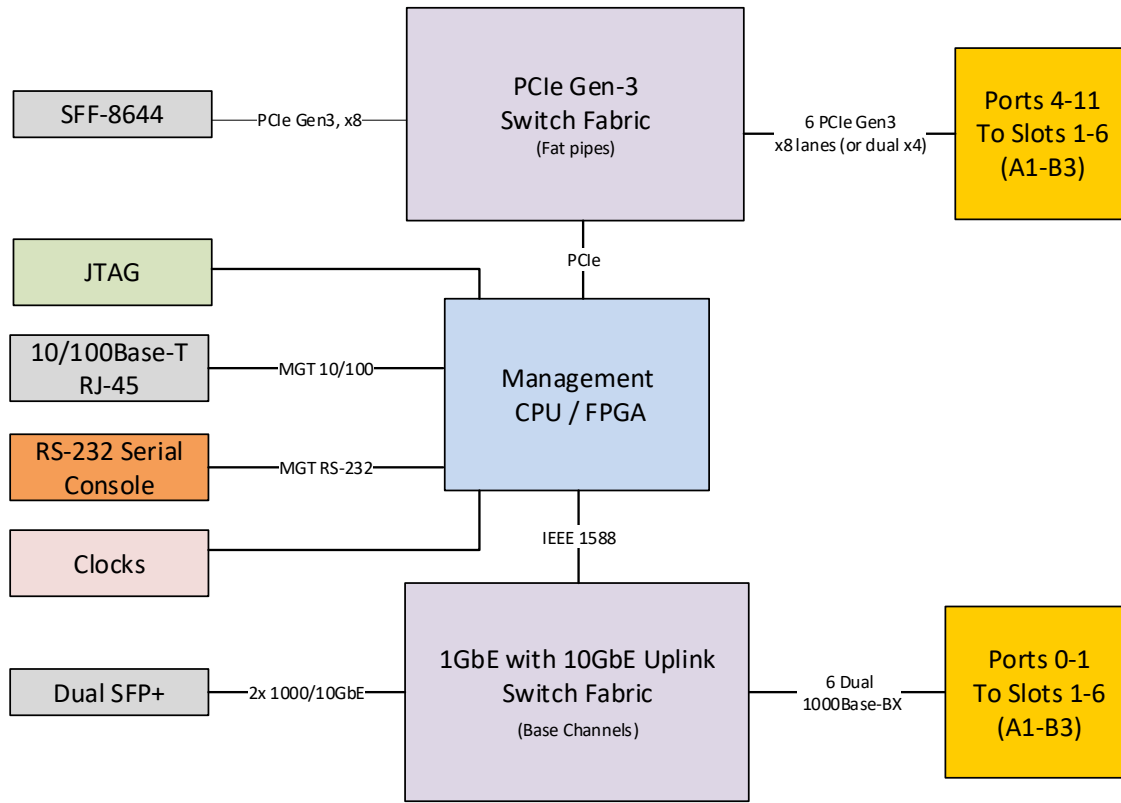 PCIe Gen-3
Switch Fabric
(Fat pipes)
SFF-8644
PCIe Gen3, x8
6 PCIe Gen3
x8 lanes (or dual x4)
Ports 4-11
To Slots 1-6
(A1-B3)
PCIe
JTAG
10/100Base-T
RJ-45
MGT 10/100
Management
CPU / FPGA
RS-232 Serial
Console
MGT RS-232
Clocks
IEEE 1588
Dual SFP+
2x 1000/10GbE
1GbE with 10GbE Uplink
Switch Fabric
(Base Channels)
6 Dual
1000Base-BX
Ports 0-1
To Slots 1-6
(A1-B3)